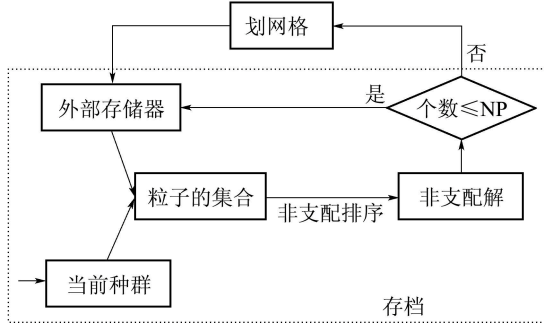 划网格
否
外部存储器
是
个数≤NP
粒子的集合
非支配排序
非支配解
当前种群
存档